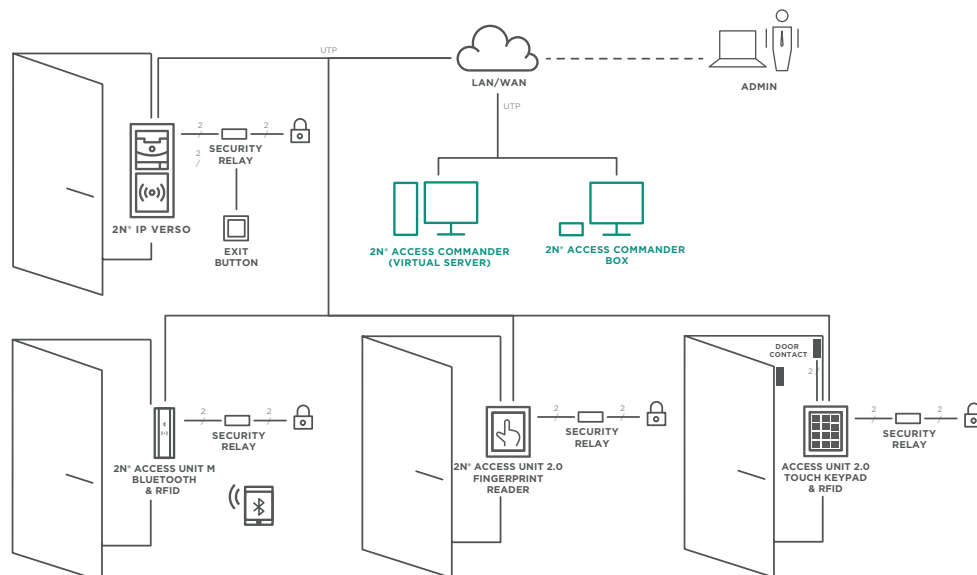 UTP
LAN/WAN
ADMIN
UTP
2
2
2
SECURITY
RELAY
2N® IP VERSO
EXIT
BUTTON
2N® ACCESS COMMANDER
(VIRTUAL SERVER)
2N® ACCESS COMMANDER
BOX
2
2
SECURITY
RELAY
2N® ACCESS UNIT M
BLUETOOTH
& RFID
2
2
SECURITY
RELAY
2N® ACCESS UNIT 2.0
FINGERPRINT
READER
DOOR
CONTACT
2
2
2
SECURITY
RELAY
ACCESS UNIT 2.0
TOUCH KEYPAD
& RFID